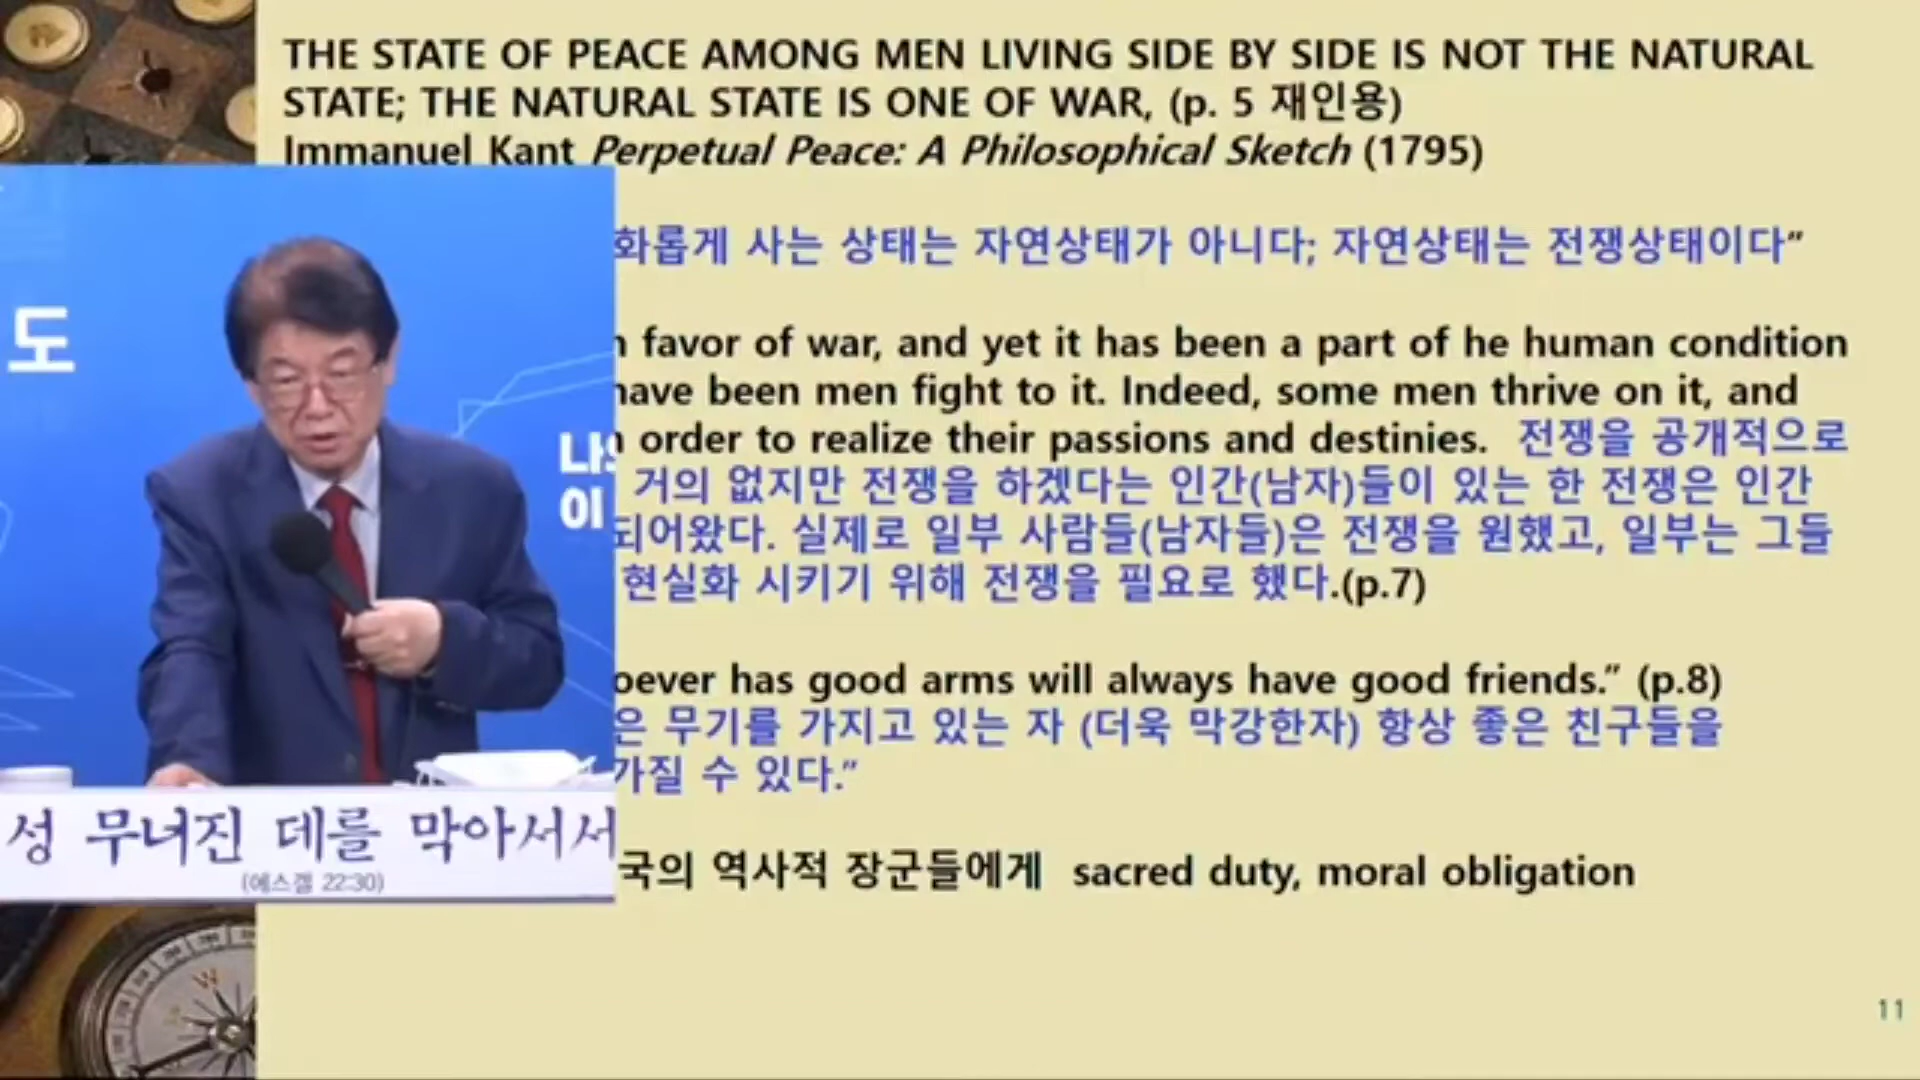 THE STATE OF PEACE AMONG MEN LIVING SIDE BY SIDE IS NOT THE NATURAL
STATE; THE NATURAL STATE IS ONE OF WAR, (p. 5 재인용)
Immanuel Kant Perpetual Peace: A Philosophical Sketch (1795)
화롭게 사는 상태는 자연상태가 아니다; 자연상태는 전쟁상태이다”
favor of war, and yet it has been a part of he human condition
have been men fight to it. Indeed, some men thrive on it, and
order to realize their passions and destinies. 전쟁을 공개적으로
거의 없지만 전쟁을 하겠다는 인간(남자)들이 있는 한 전쟁은 인간
되어왔다. 실제로 일부 사람들(남자들)은 전쟁을 원했고, 일부는 그들
현실화 시키기 위해 전쟁을 필요로 했다.(p.7)
oever has good arms will always have good friends.” (p.8)
은 무기를 가지고 있는 자 (더욱 막강한자) 항상 좋은 친구들을
가질 수 있다.”
국의 역사적 장군들에게 sacred duty, moral obligation
도
나
이
성 무너진 데를 막아서서
(에스겔 22:30)
11